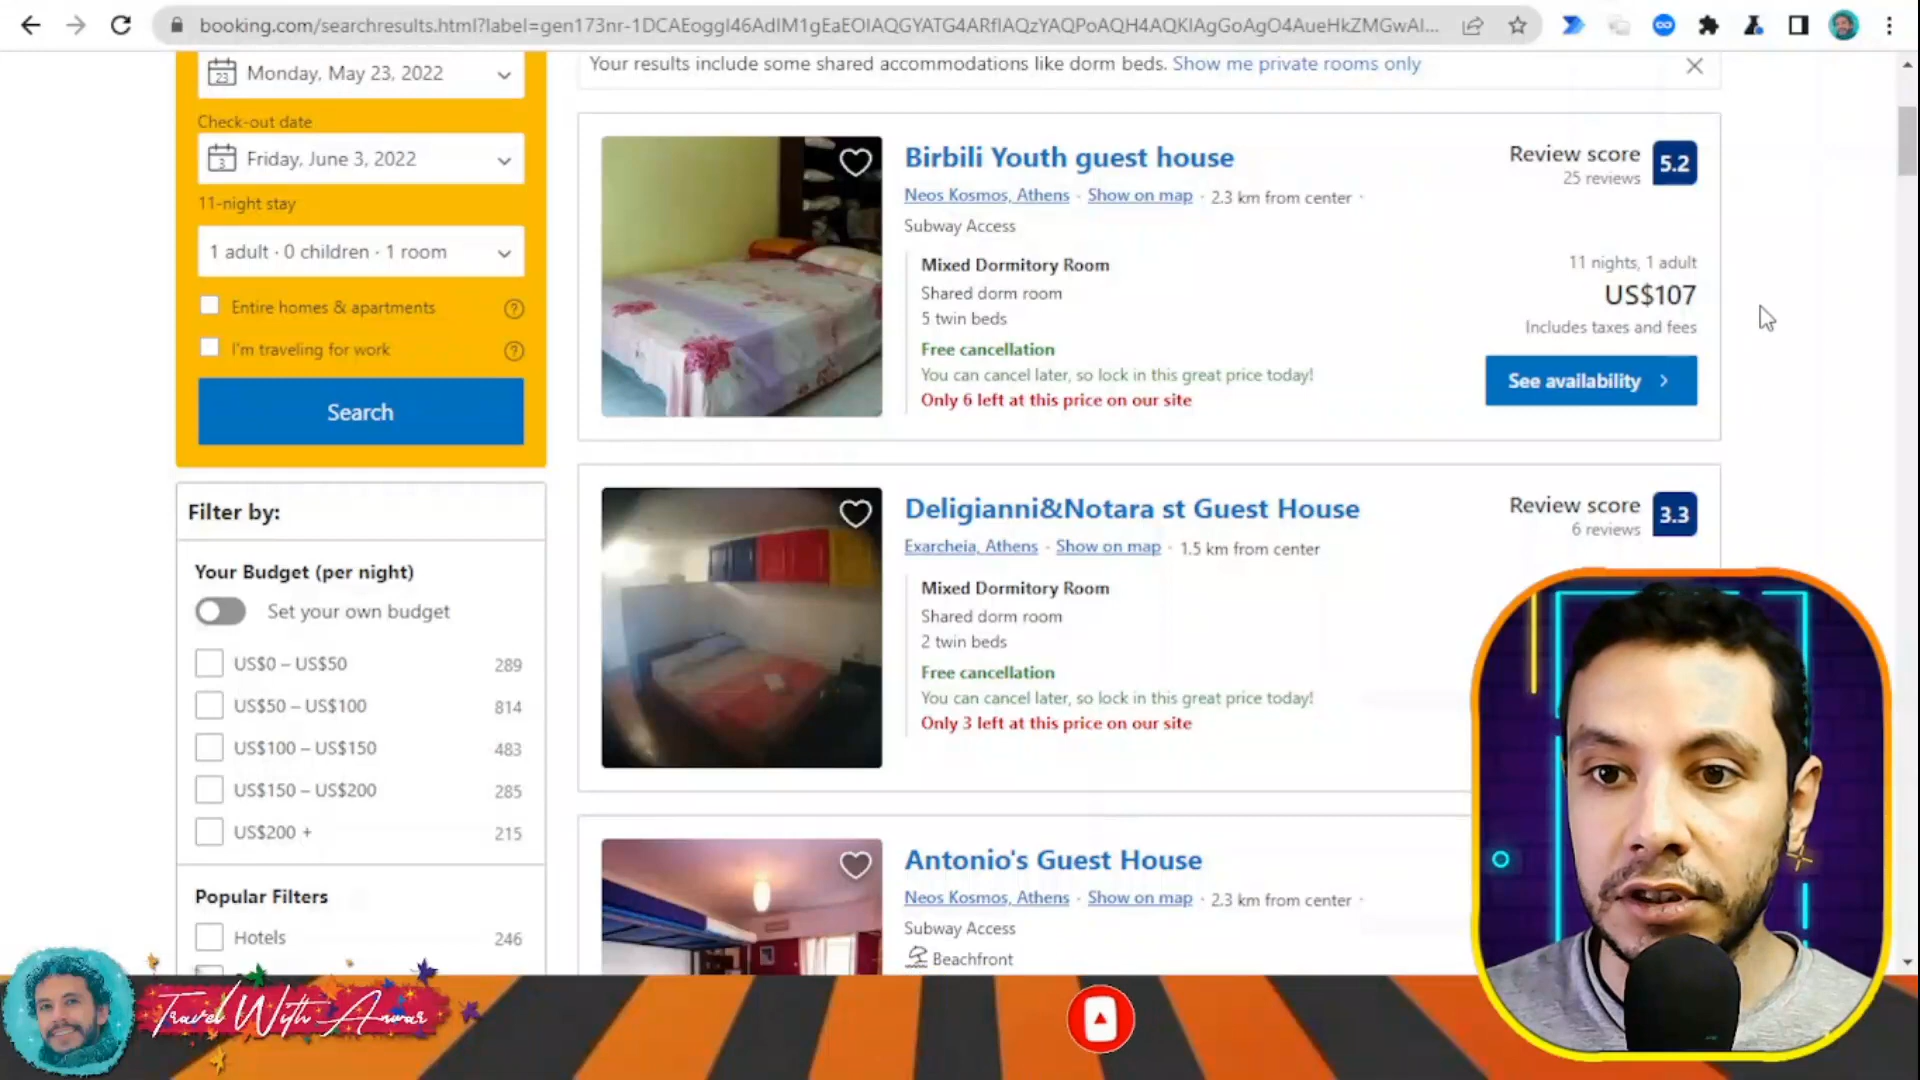 booking.com/searchresults.html?label=gen173nr-1DCAEoggI46AdIM1gEaEOIAQGYATG4ARfIAQzYAQPoAQH4AQKIAgGoAgO4AueHkZMGwAI...
23
Monday, May 23, 2022
Check-out date
3
Friday, June 3, 2022
11-night stay
1 adult · 0 children · 1 room
Entire homes & apartments
I'm traveling for work
Search
Filter by:
Your Budget (per night)
Set your own budget
US$0 – US$50 289
US$50 – US$100 814
US$100 – US$150 483
US$150 – US$200 285
US$200 + 215
Popular Filters
Hotels 246
Your results include some shared accommodations like dorm beds. Show me private rooms only
Birbili Youth guest house
Neos Kosmos, Athens · Show on map · 2.3 km from center ·
Subway Access
Mixed Dormitory Room
Shared dorm room
5 twin beds
Free cancellation
You can cancel later, so lock in this great price today!
Only 6 left at this price on our site
Review score 5.2
25 reviews
11 nights, 1 adult
US$107
Includes taxes and fees
See availability
Deligianni&Notara st Guest House
Exarcheia, Athens · Show on map · 1.5 km from center
Mixed Dormitory Room
Shared dorm room
2 twin beds
Free cancellation
You can cancel later, so lock in this great price today!
Only 3 left at this price on our site
Review score 3.3
6 reviews
Antonio's Guest House
Neos Kosmos, Athens · Show on map · 2.3 km from center ·
Subway Access
Beachfront
Travel With Anwar